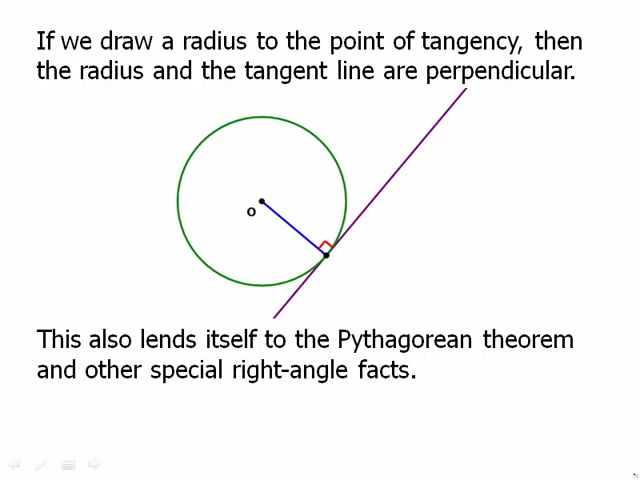 If we draw a radius to the point of tangency, then
the radius and the tangent line are perpendicular.
O
This also lends itself to the Pythagorean theorem
and other special right-angle facts.